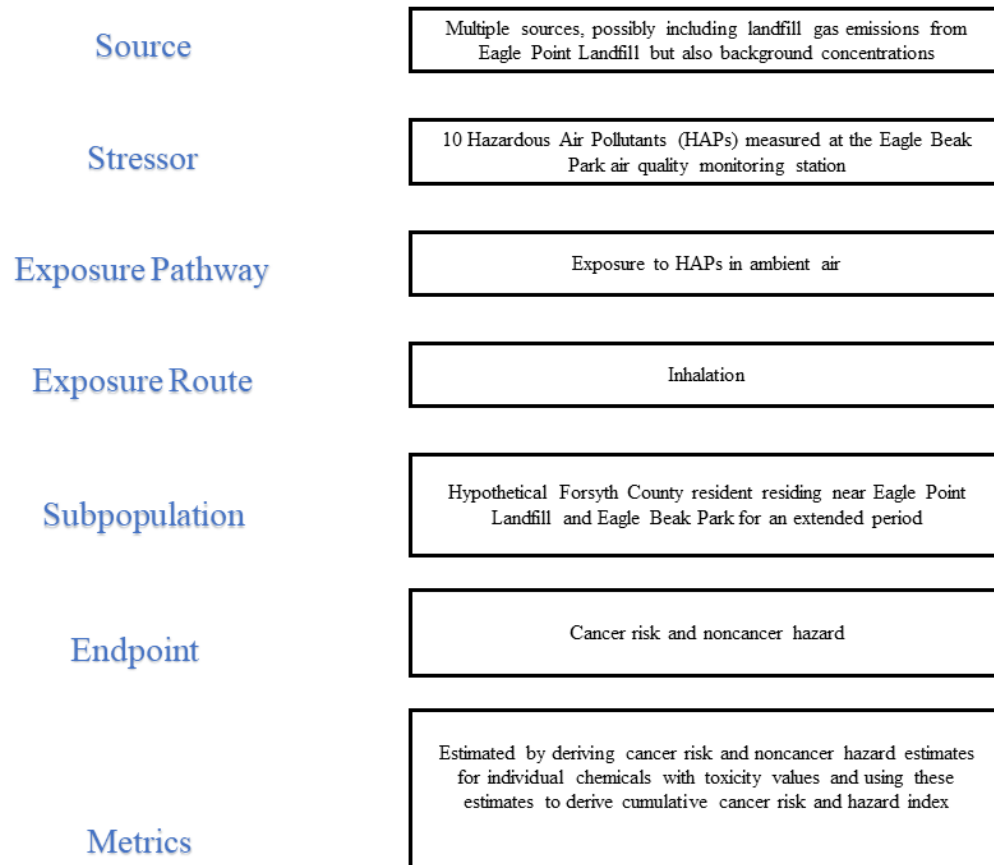 Source
Multiple sources, possibly including landfill gas emissions from
Eagle Point Landfill but also background concentrations
Stressor
10 Hazardous Air Pollutants (HAPs) measured at the Eagle Beak
Park air quality monitoring station
Exposure Pathway
Exposure to HAPs in ambient air
Exposure Route
Inhalation
Subpopulation
Hypothetical Forsyth County resident residing near Eagle Point
Landfill and Eagle Beak Park for an extended period
Endpoint
Cancer risk and noncancer hazard
Metrics
Estimated by deriving cancer risk and noncancer hazard estimates
for individual chemicals with toxicity values and using these
estimates to derive cumulative cancer risk and hazard index